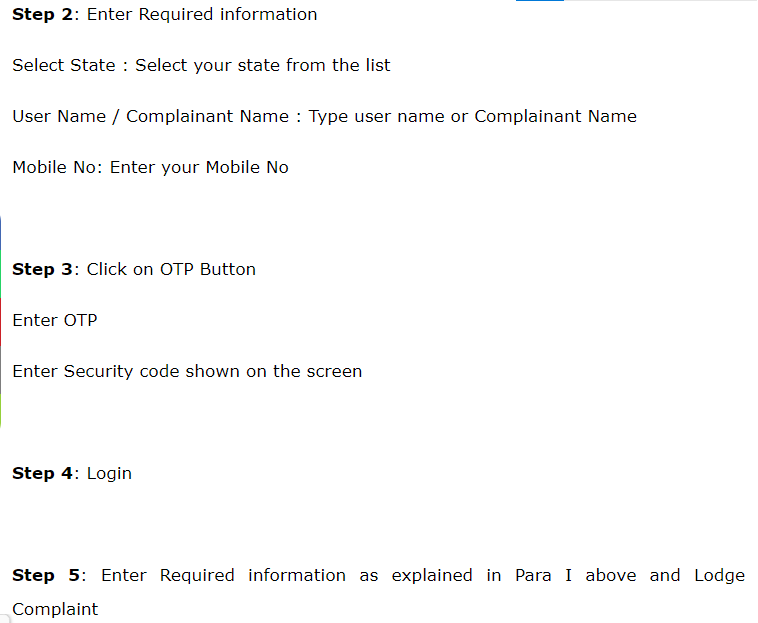 Step 2: Enter Required information
Select State : Select your state from the list
User Name / Complainant Name : Type user name or Complainant Name
Mobile No: Enter your Mobile No
Step 3: Click on OTP Button
Enter OTP
Enter Security code shown on the screen
Step 4: Login
Step 5: Enter Required information as explained in Para I above and Lodge
Complaint